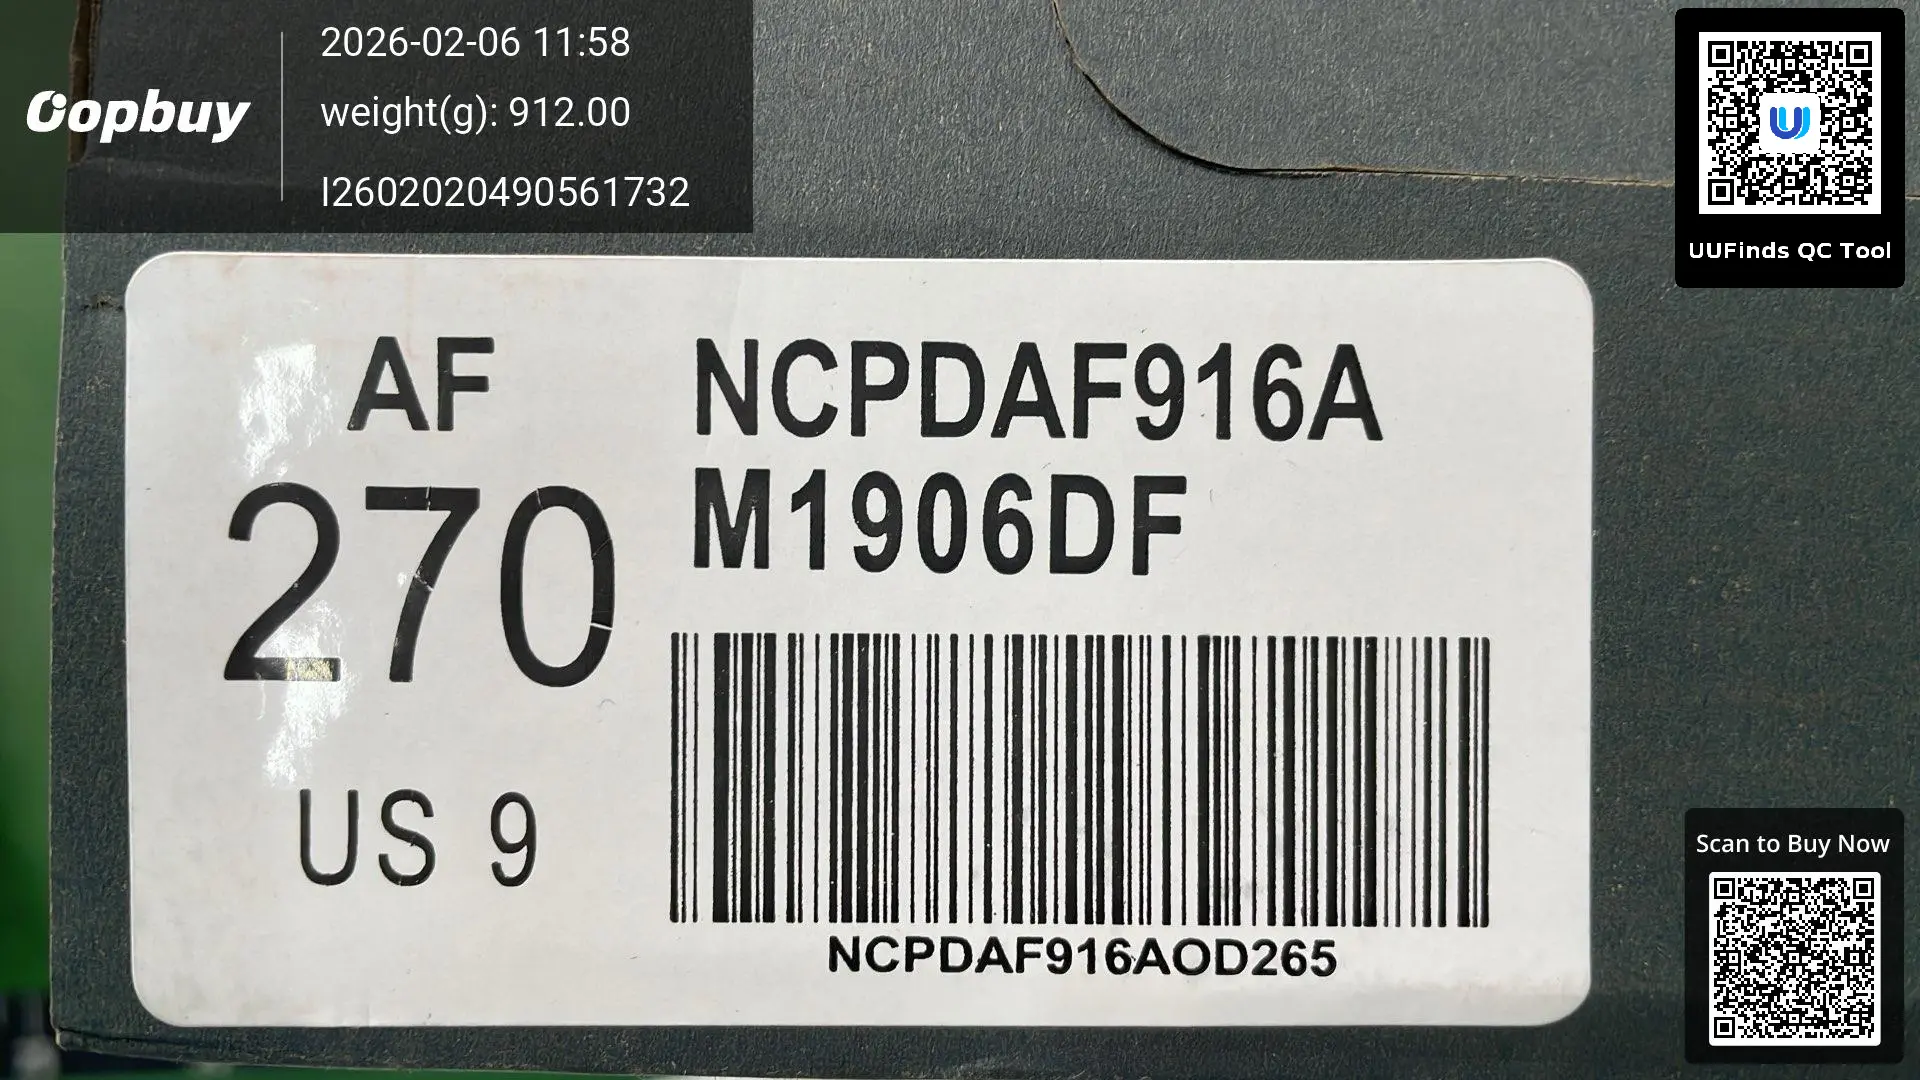 oopbuy
2026-02-06 11:58
weight(g): 912.00
I2602020490561732
UUFinds QC Tool
AF
270
US 9
NCPDAF916A
M1906DF
NCPDAF916AOD265
Scan to Buy Now